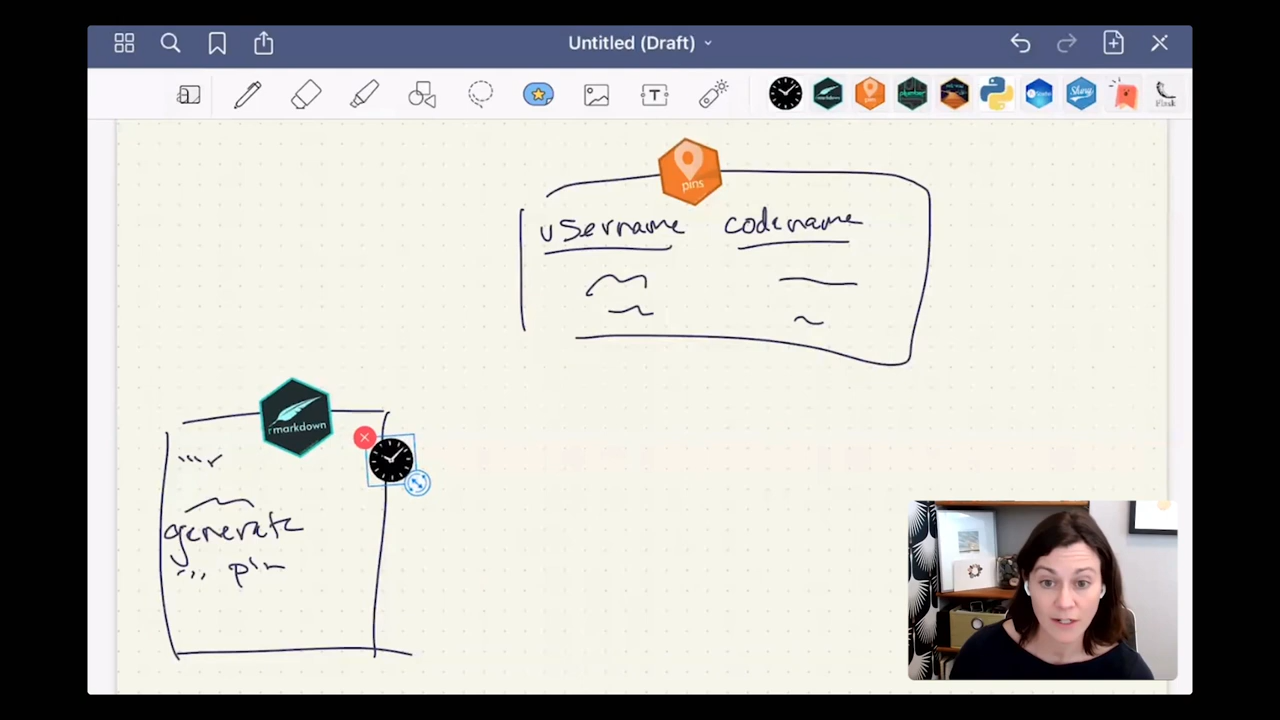 Untitled (Draft)
pins
username codename
rmarkdown
generate
... pin